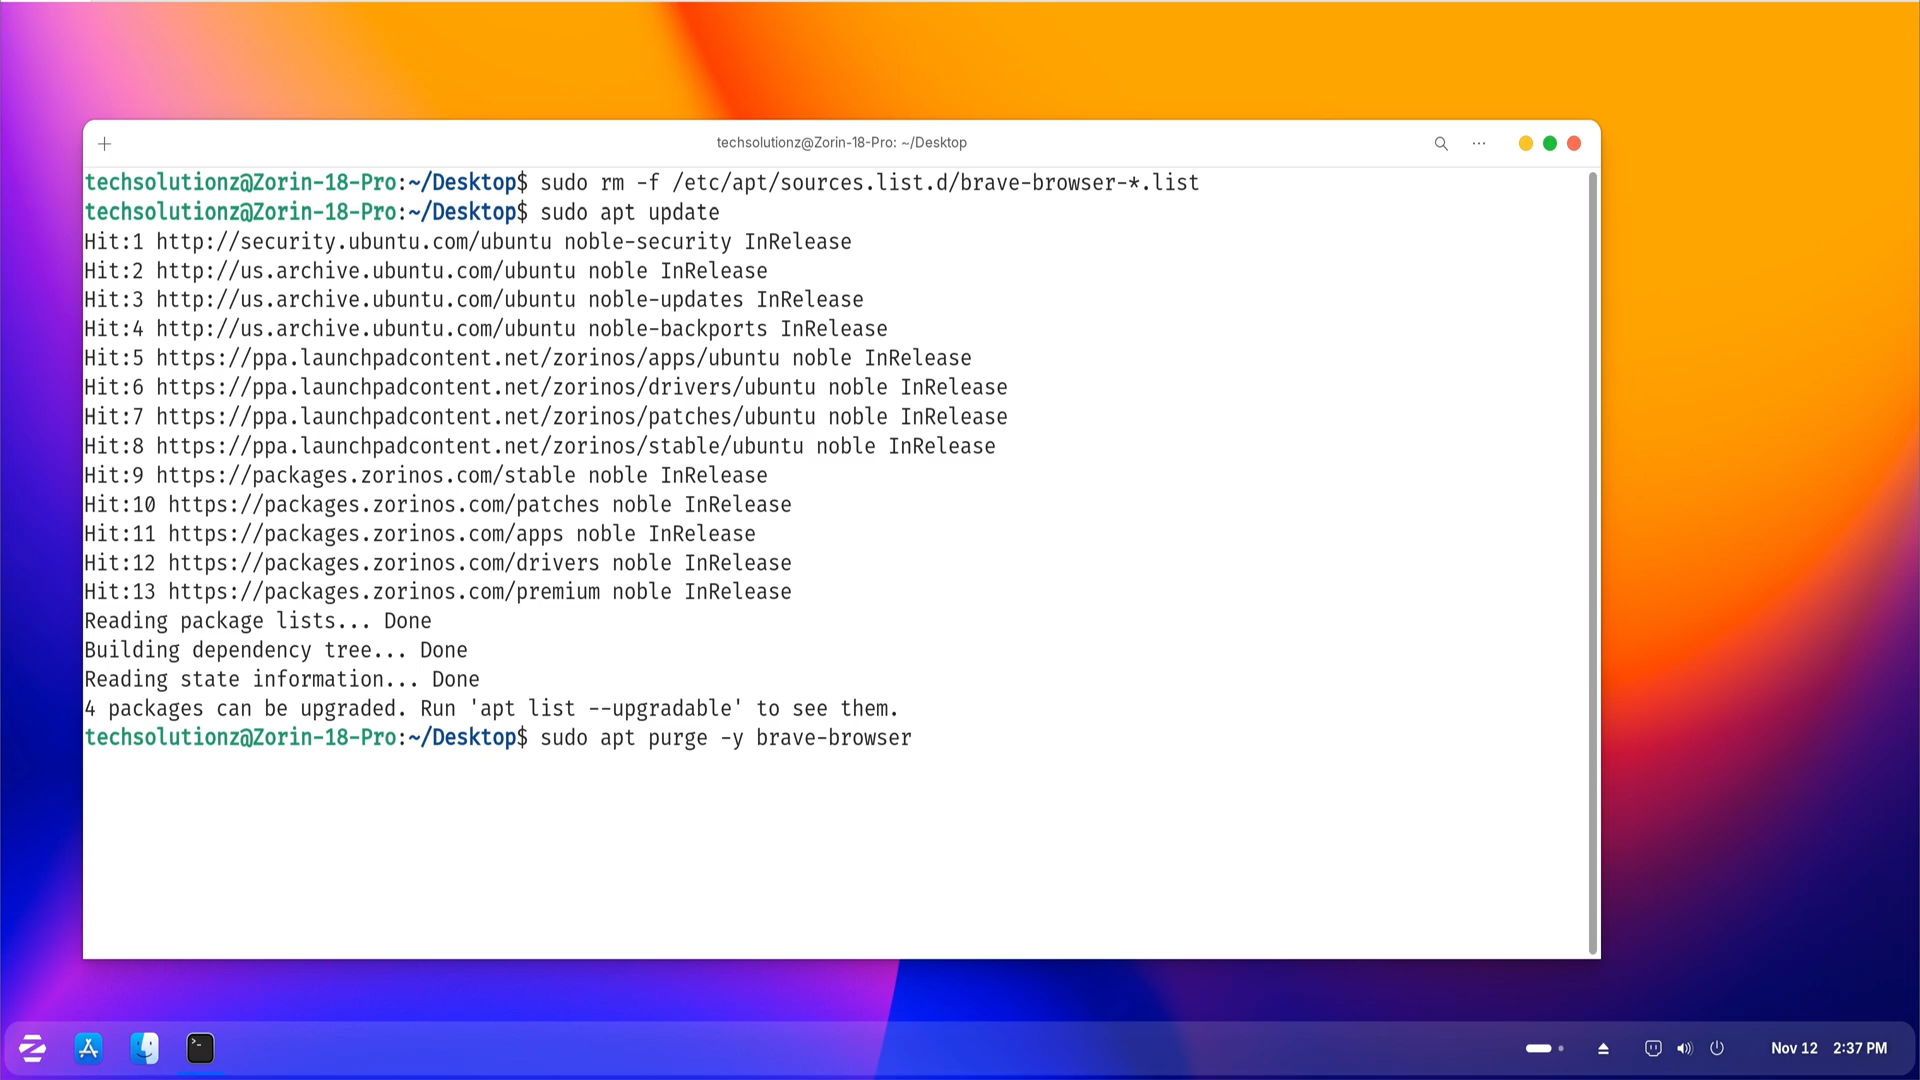 techsolutionz@Zorin-18-Pro: ~/Desktop
techsolutionz@Zorin-18-Pro:~/Desktop$ sudo rm -f /etc/apt/sources.list.d/brave-browser-*.list
techsolutionz@Zorin-18-Pro:~/Desktop$ sudo apt update
Hit:1 http://security.ubuntu.com/ubuntu noble-security InRelease
Hit:2 http://us.archive.ubuntu.com/ubuntu noble InRelease
Hit:3 http://us.archive.ubuntu.com/ubuntu noble-updates InRelease
Hit:4 http://us.archive.ubuntu.com/ubuntu noble-backports InRelease
Hit:5 https://ppa.launchpadcontent.net/zorinos/apps/ubuntu noble InRelease
Hit:6 https://ppa.launchpadcontent.net/zorinos/drivers/ubuntu noble InRelease
Hit:7 https://ppa.launchpadcontent.net/zorinos/patches/ubuntu noble InRelease
Hit:8 https://ppa.launchpadcontent.net/zorinos/stable/ubuntu noble InRelease
Hit:9 https://packages.zorinos.com/stable noble InRelease
Hit:10 https://packages.zorinos.com/patches noble InRelease
Hit:11 https://packages.zorinos.com/apps noble InRelease
Hit:12 https://packages.zorinos.com/drivers noble InRelease
Hit:13 https://packages.zorinos.com/premium noble InRelease
Reading package lists... Done
Building dependency tree... Done
Reading state information... Done
4 packages can be upgraded. Run 'apt list --upgradable' to see them.
techsolutionz@Zorin-18-Pro:~/Desktop$ sudo apt purge -y brave-browser
Nov 12 2:37 PM